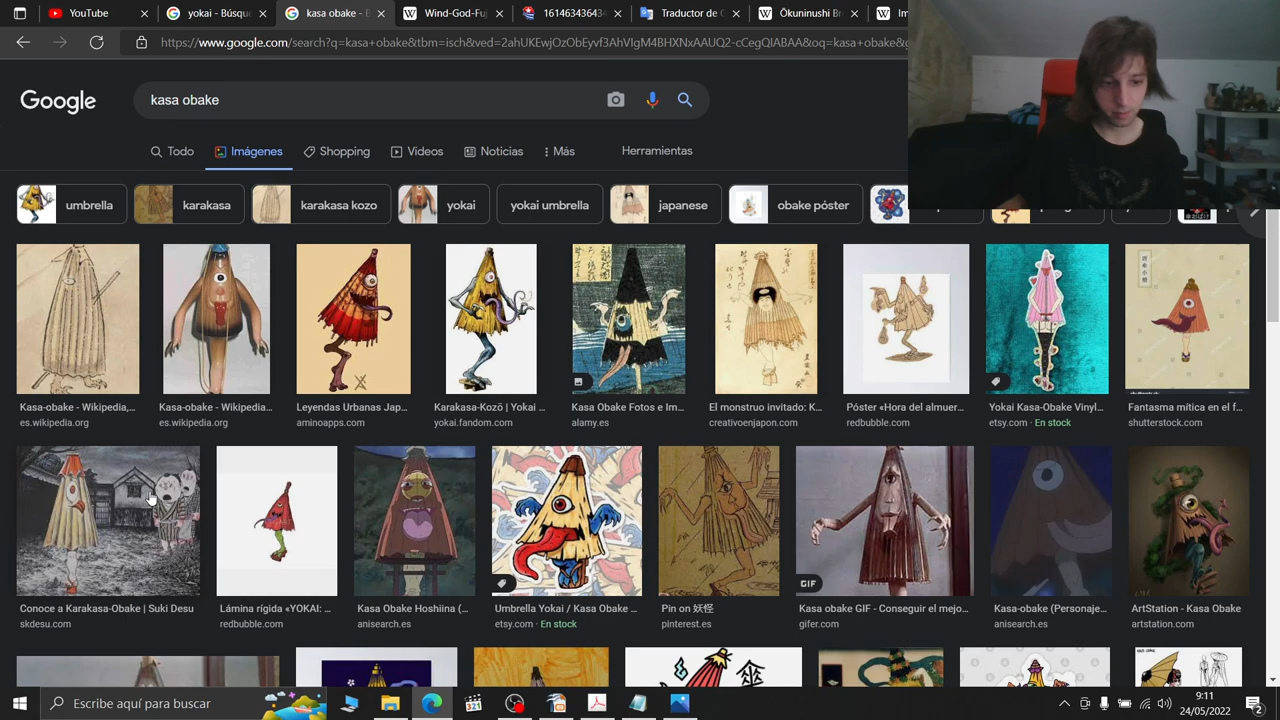 YouTube
yokai - Búsqu
kasa obake - B
Wind-God-Fuj
161463436434
Traductor de G
Ōkuninushi Br
Im
https://www.google.com/search?q=kasa+obake&tbm=isch&ved=2ahUKEwjOzObEyvf3AhVIgM4BHXNxAAUQ2-cCegQIABAA&oq=kasa+obake&g
Google
kasa obake
Todo
Imágenes
Shopping
Vídeos
Noticias
Más
Herramientas
umbrella
karakasa
karakasa kozo
yokai
yokai umbrella
japanese
obake póster
Kasa-obake - Wikipedia,...
es.wikipedia.org
Kasa-obake - Wikipedia...
es.wikipedia.org
Leyendas Urbanas Jap...
aminoapps.com
Karakasa-Kozō | Yokai ...
yokai.fandom.com
Kasa Obake Fotos e Im...
alamy.es
El monstruo invitado: K...
creativoenjapon.com
Póster «Hora del almuer...
redbubble.com
Yokai Kasa-Obake Vinyl...
etsy.com · En stock
Fantasma mítica en el f...
shutterstock.com
GIF
Conoce a Karakasa-Obake | Suki Desu
skdesu.com
Lámina rígida «YOKAI: ...
redbubble.com
Kasa Obake Hoshiina (...
anisearch.es
Umbrella Yokai / Kasa Obake ...
etsy.com · En stock
Pin on 妖怪
pinterest.es
Kasa obake GIF - Conseguir el mejo...
gifer.com
Kasa-obake (Personaje...
anisearch.es
ArtStation - Kasa Obake
artstation.com
傘
Escribe aquí para buscar
321
9:11
24/05/2022
2